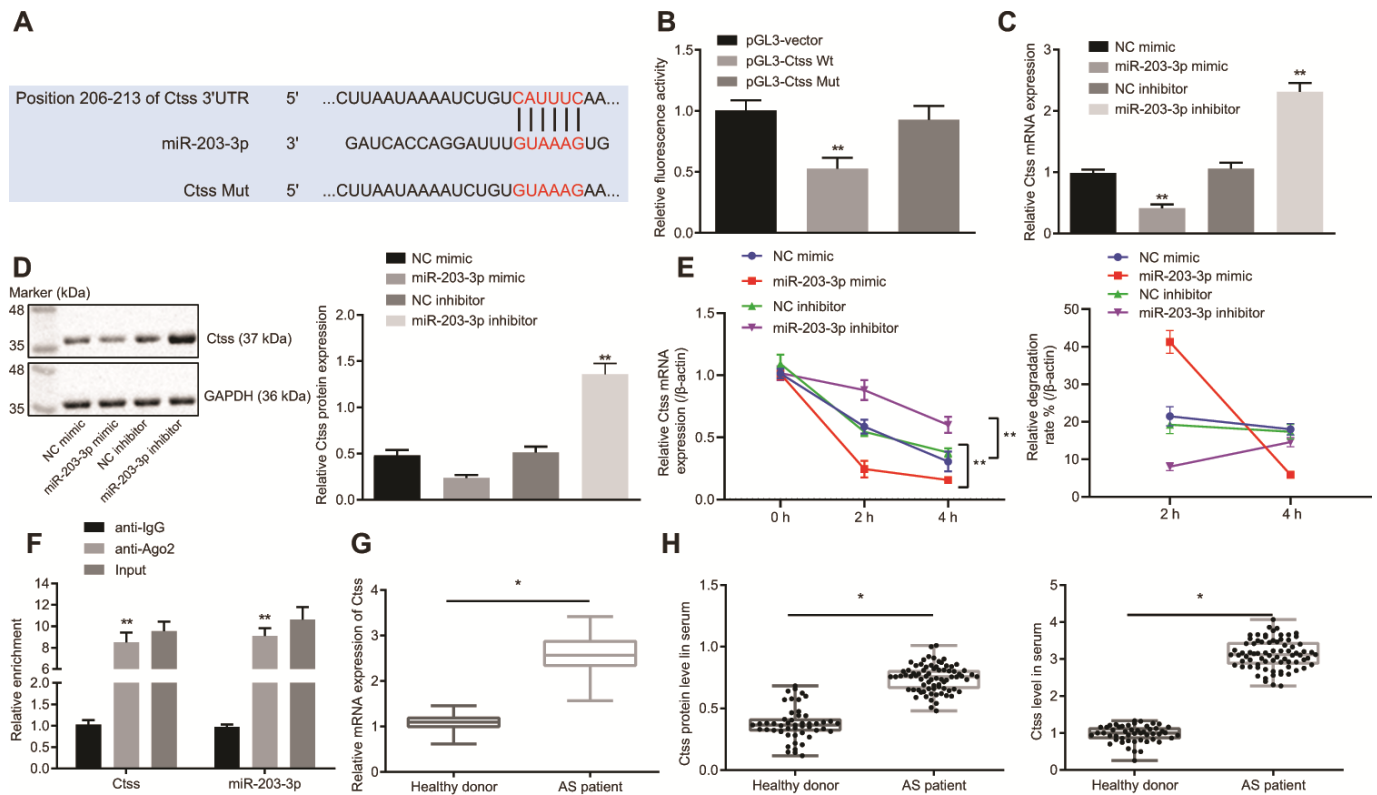 A
Position 206-213 of Ctss 3'UTR 5' ...CUUAAUAAAAUCUGUCAUUUCAA...
miR-203-3p 3' GAUCACCAGGAUUUGUAAAGUG
Ctss Mut 5' ...CUUAAUAAAAUCUGUGUAAAGAA...
B
pGL3-vector
pGL3-Ctss Wt
pGL3-Ctss Mut
Reletive fluorescence activity
1.5
1.0
0.5
0.0
**
C
NC mimic
miR-203-3p mimic
NC inhibitor
miR-203-3p inhibitor
Relative Ctss mRNA expression
3
2
1
0
**
**
D
Marker (kDa)
48
35
Ctss (37 kDa)
48
35
GAPDH (36 kDa)
NC mimic
miR-203-3p mimic
NC inhibitor
miR-203-3p inhibitor
NC mimic
miR-203-3p mimic
NC inhibitor
miR-203-3p inhibitor
Relative Ctss protein expression
2.0
1.5
1.0
0.5
0.0
**
E
NC mimic
miR-203-3p mimic
NC inhibitor
miR-203-3p inhibitor
Relative Ctss mRNA
expression (/β-actin)
1.5
1.0
0.5
0.0
0 h 2 h 4 h
**
**
NC mimic
miR-203-3p mimic
NC inhibitor
miR-203-3p inhibitor
Relative degradation
rate % (/β-actin)
50
40
30
20
10
0
2 h 4 h
F
anti-IgG
anti-Ago2
Input
Relative enrichment
14
12
10
8
6
2.0
1.5
1.0
0.5
0.0
**
**
Ctss miR-203-3p
G
Relative mRNA expression of Ctss
4
3
2
1
0
*
Healthy donor AS patient
H
Ctss protein level lin serum
1.5
1.0
0.5
0.0
*
Healthy donor AS patient
Ctss level in serum
5
4
3
2
1
0
*
Healthy donor AS patient